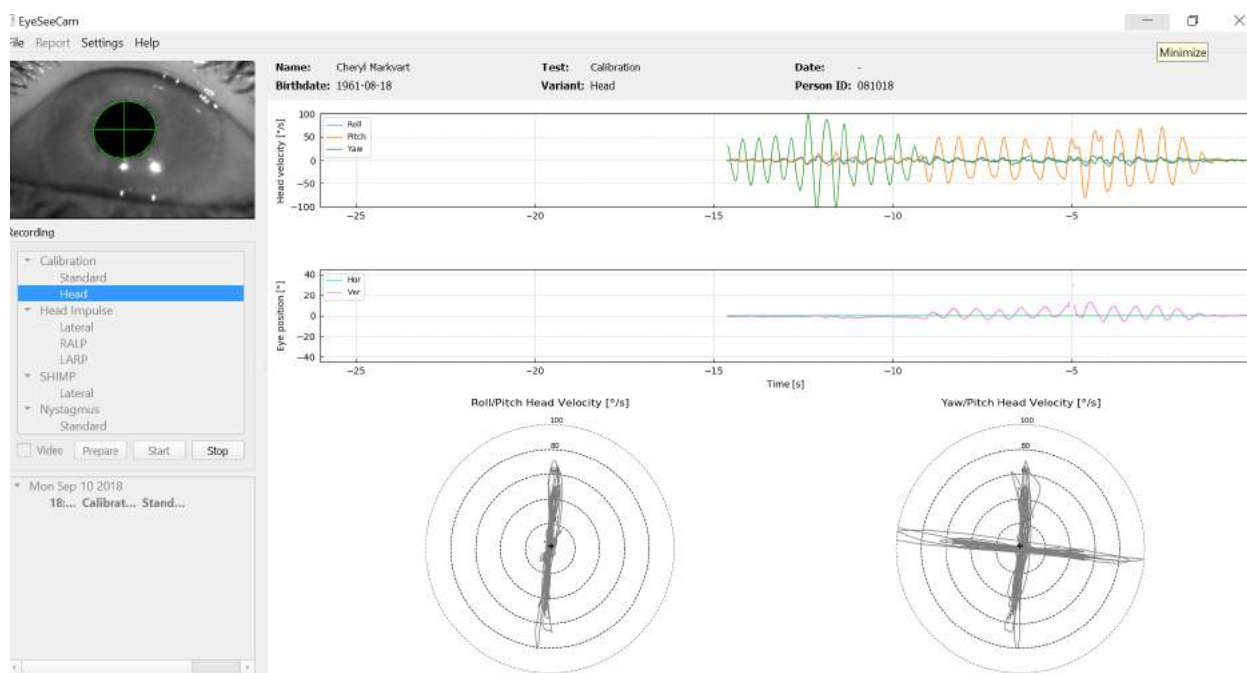 EyeSeeCam
File Report Settings Help
Minimize
Name: Cheryl Markvart Test: Calibration Date: -
Birthdate: 1961-08-18 Variant: Head Person ID: 081018
Recording
Calibration
Standard
Head
Head Impulse
Lateral
RALP
LARP
SHIMP
Lateral
Nystagmus
Standard
Video Prepare Start Stop
Mon Sep 10 2018
18:... Calibrat... Stand...
Head velocity [°/s]
100
50
0
−50
−100
Roll
Pitch
Yaw
−25 −20 −15 −10 −5
Eye position [°]
40
20
0
−20
−40
Hor
Ver
−25 −20 −15 −10 −5
Time [s]
Roll/Pitch Head Velocity [°/s]
100
80
Yaw/Pitch Head Velocity [°/s]
100
80